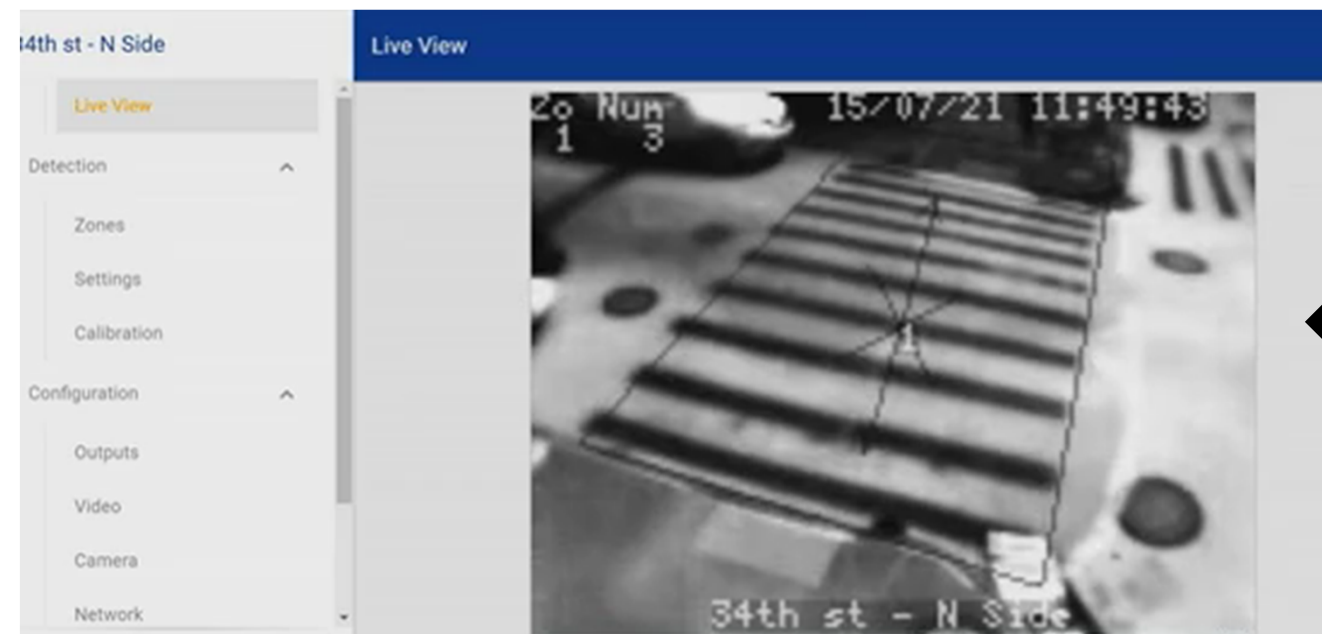 34th st - N Side
Live View
Live View
Detection
Zones
Settings
Calibration
Configuration
Outputs
Video
Camera
Network
Zo Num
15/07/21 11:49:43
1 3
1
34th st - N Side